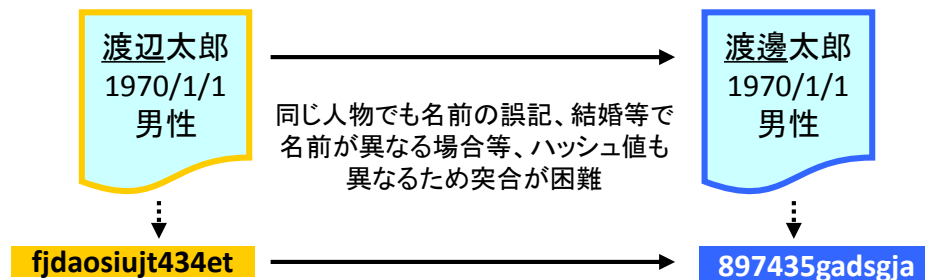 渡辺太郎
1970/1/1
男性
渡邊太郎
1970/1/1
男性
同じ人物でも名前の誤記、結婚等で
名前が異なる場合等、ハッシュ値も
異なるため突合が困難
fjdaosiujt434et
897435gadsgja